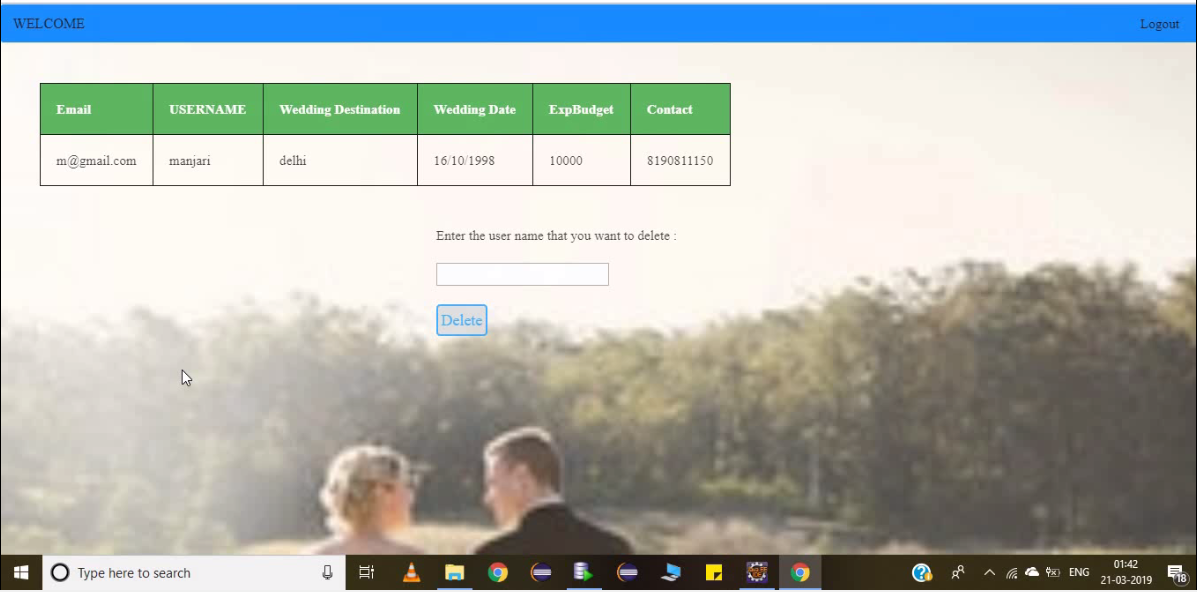 WELCOME Logout
Email USERNAME Wedding Destination Wedding Date ExpBudget Contact
m@gmail.com manjari delhi 16/10/1998 10000 8190811150
Enter the user name that you want to delete :
Delete
Type here to search
ENG
01:42
21-03-2019
18